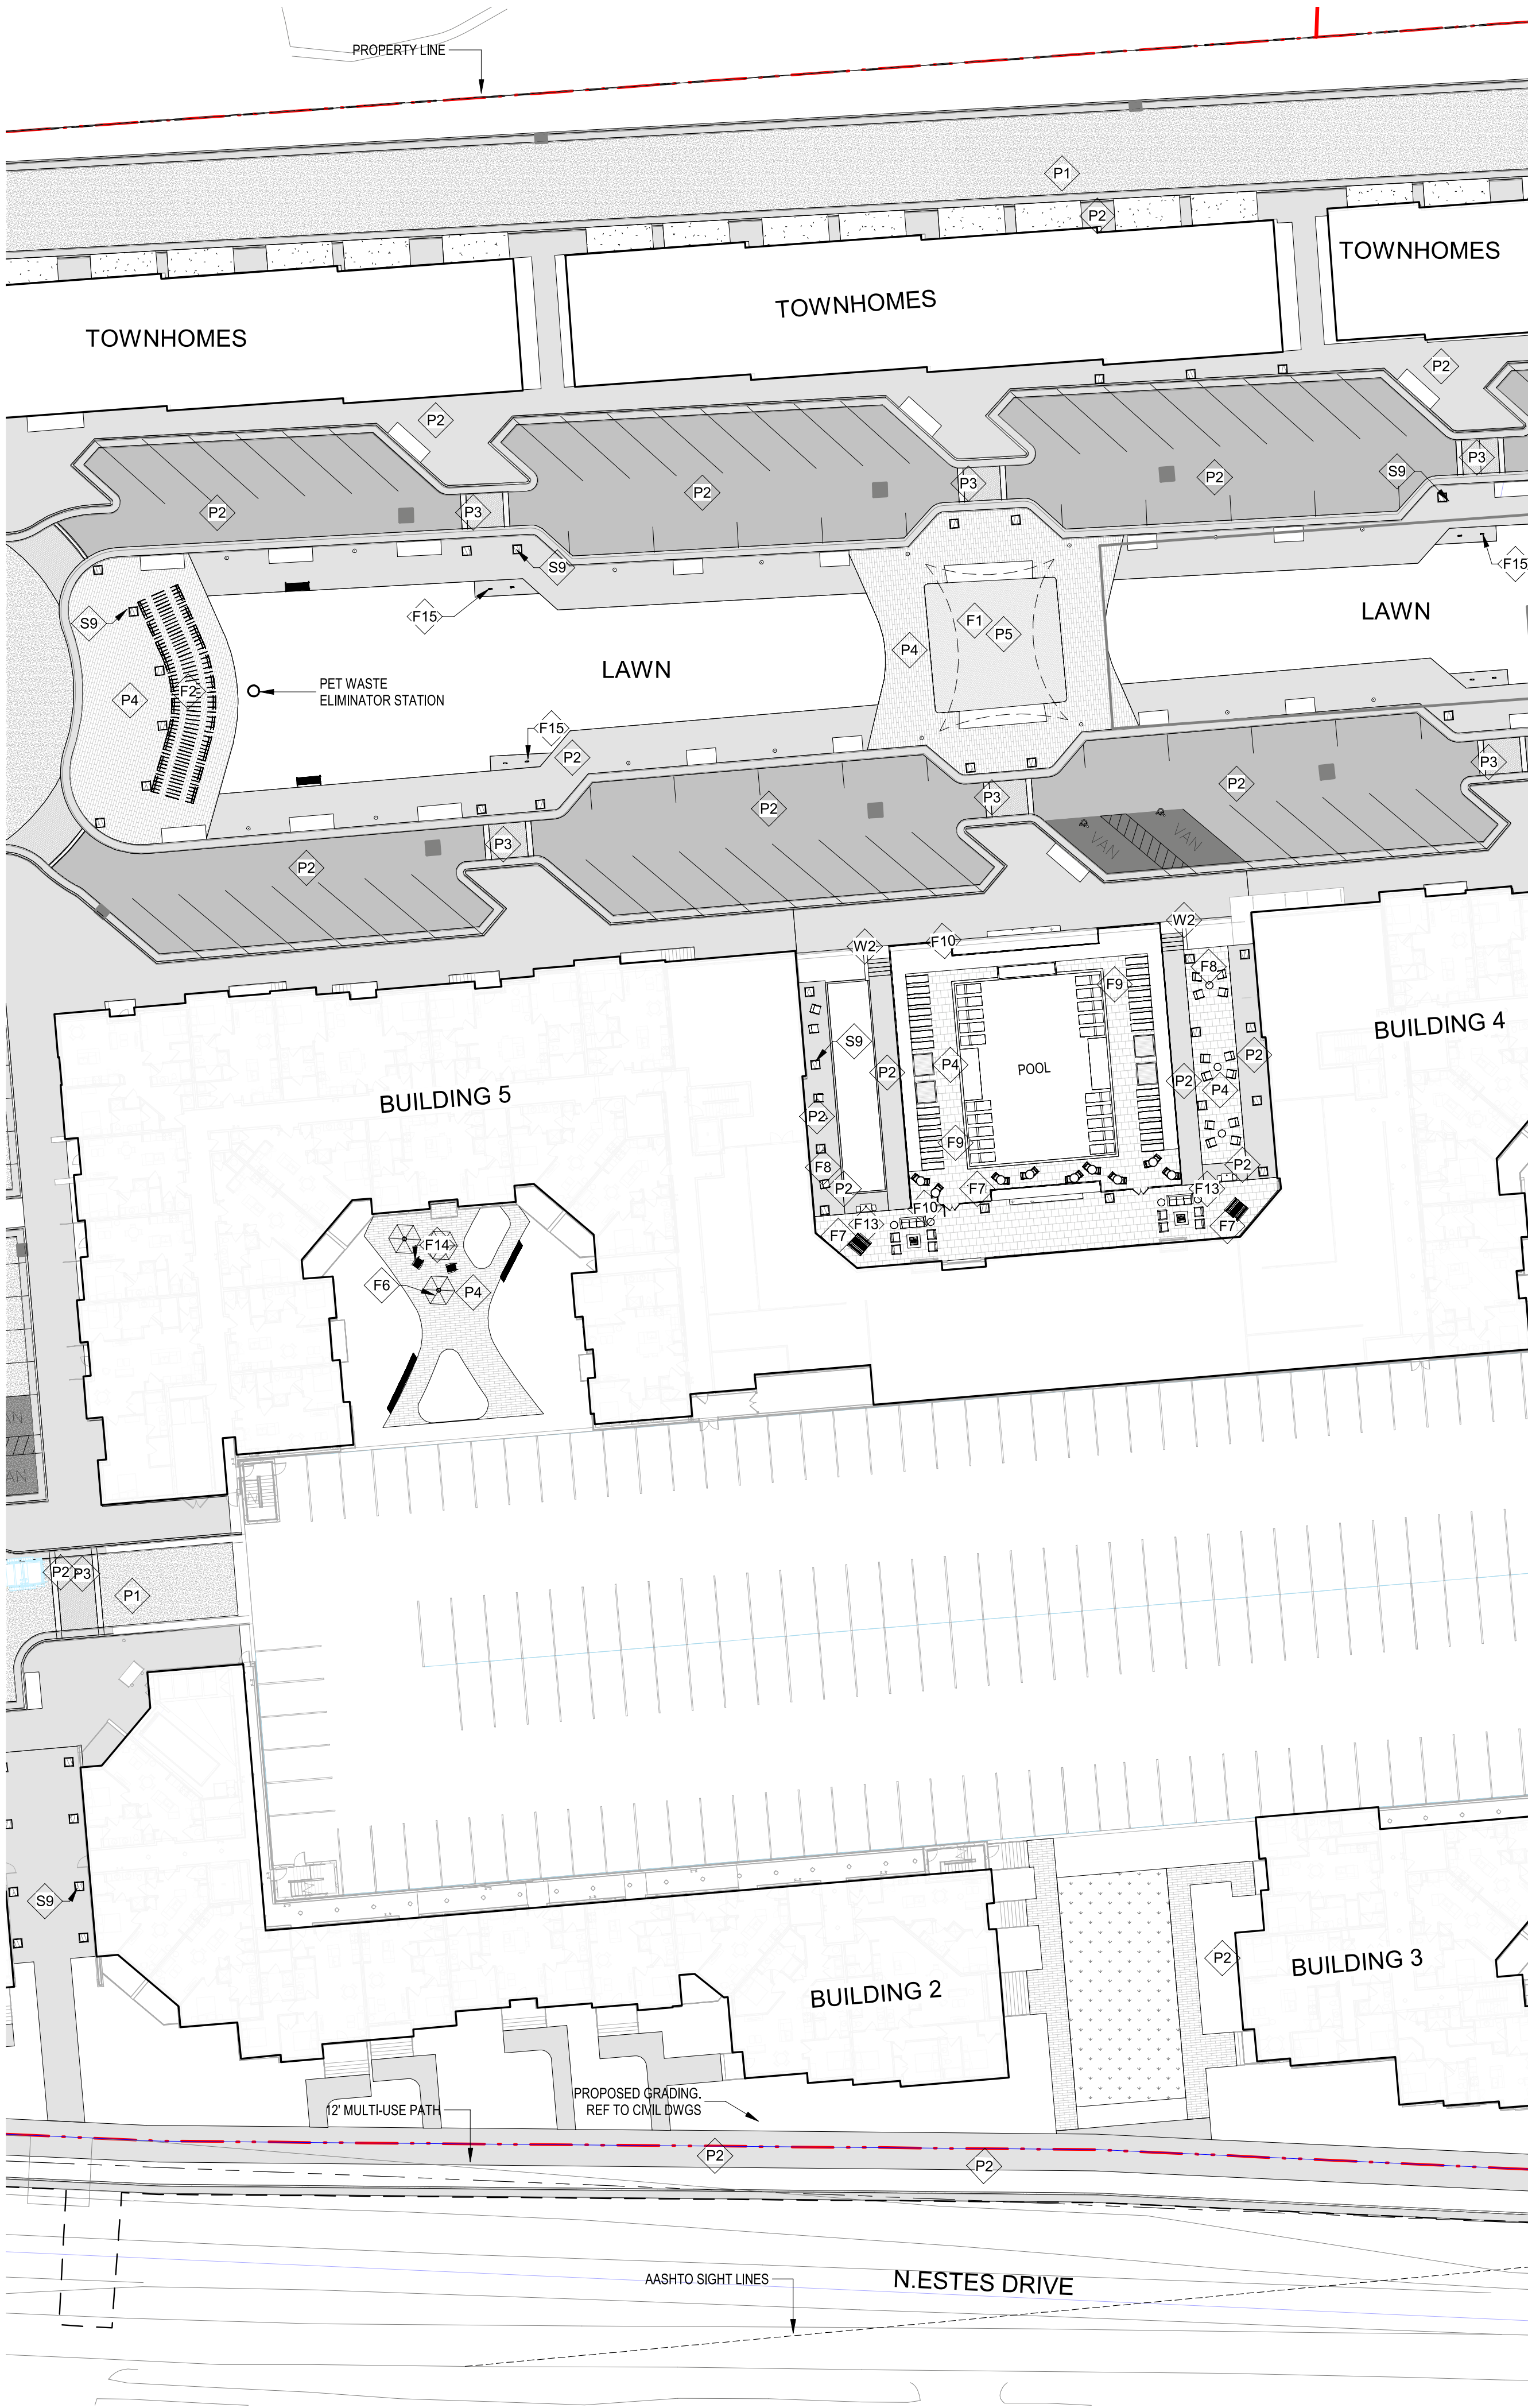 PROPERTY LINE
P1
P2
TOWNHOMES
TOWNHOMES
TOWNHOMES
P2
P2
P3
S9
P2
P3
P2
P2
P3
S9
F15
F15
S9
F1
P5
P4
LAWN
LAWN
F2
P4
PET WASTE
ELIMINATOR STATION
F15
P2
P3
P2
P3
P2
VAN
VAN
P3
P2
W2
W2
F10
F8
F9
BUILDING 4
S9
P2
P4
POOL
P2
P2
P4
BUILDING 5
P2
F9
F8
P2
F7
P2
F13
F10
F13
F7
F7
F14
F6
P4
VAN
VAN
P2
P3
P1
S9
P2
BUILDING 3
BUILDING 2
12' MULTI-USE PATH
PROPOSED GRADING.
REF TO CIVIL DWGS
P2
P2
AASHTO SIGHT LINES
N.ESTES DRIVE